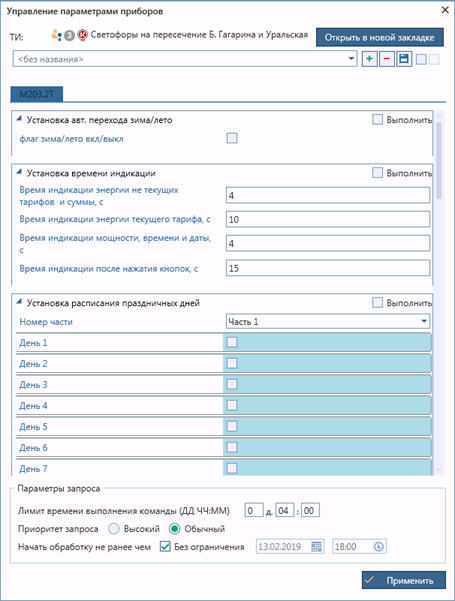 Управление параметрами приборов
ТИ: 3 Светофоры на пересечение Б. Гагарина и Уральская Открыть в новой закладке
<без названия>
М203.2Т
Установка авт. перехода зима/лето Выполнить
флаг зима/лето вкл/выкл
Установка времени индикации Выполнить
Время индикации энергии не текущих тарифов и суммы, с 4
Время индикации энергии текущего тарифа, с 10
Время индикации мощности, времени и даты, с 4
Время индикации после нажатия кнопок, с 15
Установка расписания праздничных дней Выполнить
Номер части Часть 1
День 1
День 2
День 3
День 4
День 5
День 6
День 7
Параметры запроса
Лимит времени выполнения команды (ДД ЧЧ:ММ) 0 д. 04 : 00
Приоритет запроса Высокий Обычный
Начать обработку не ранее чем Без ограничения 13.02.2019 18:00
Применить